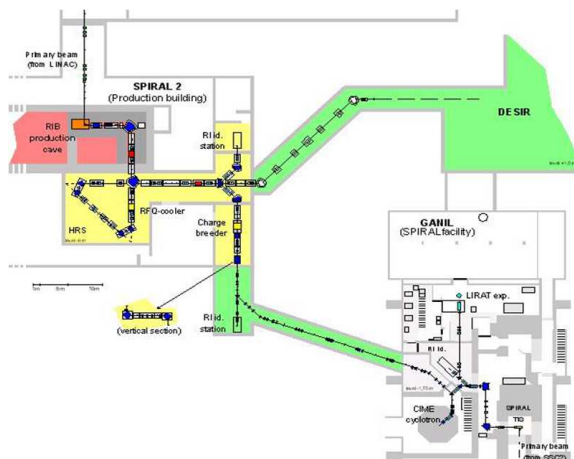 Primary beam
(from LINAC)
SPIRAL 2
(Production building)
RIB
production
cave
RI id.
station
DESIR
HRS
RFQ-cooler
Charge
breeder
GANIL
(SPIRAL facility)
LIRAT exp.
(vertical section)
RI id.
station
RI id.
CIME
cyclotron
SPIRAL
TIS
Primary beam
(from SSC2)